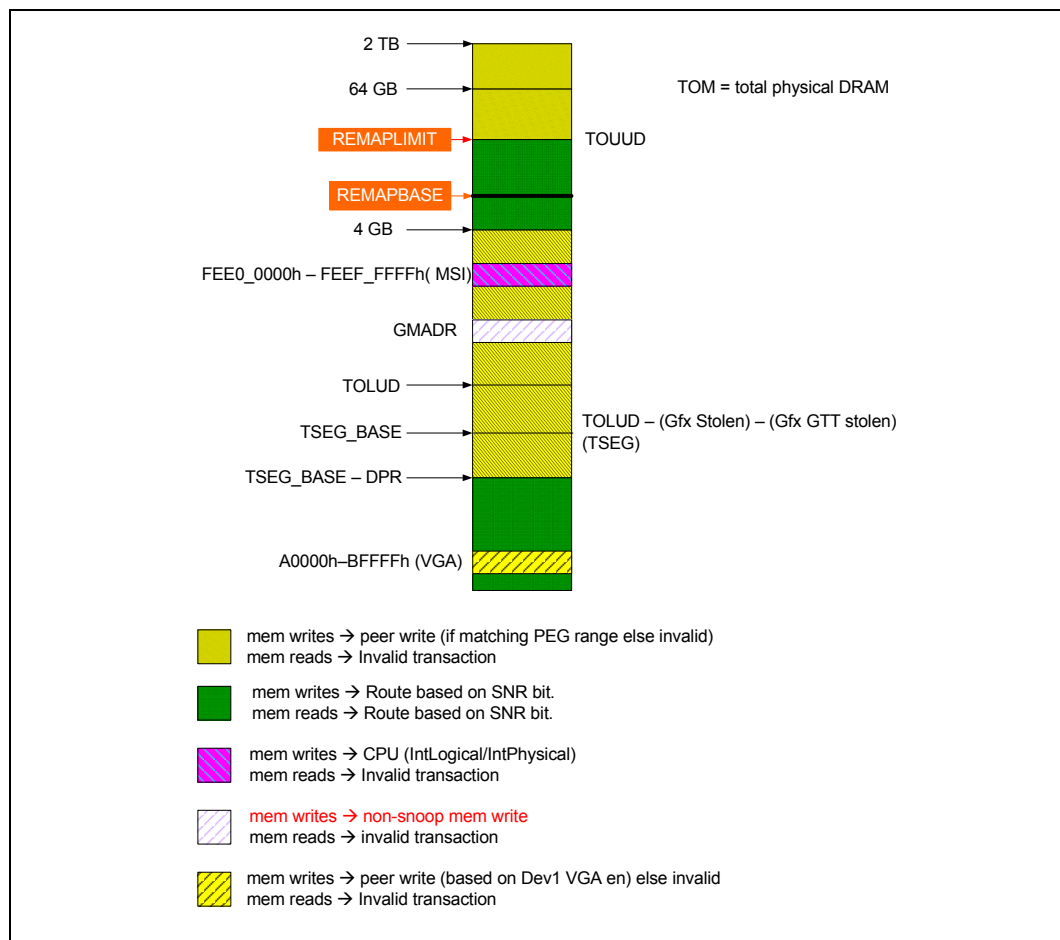 2 TB
64 GB
TOM = total physical DRAM
REMAPLIMIT
TOUUD
REMAPBASE
4 GB
FEE0_0000h – FEEF_FFFFh( MSI)
GMADR
TOLUD
TSEG_BASE
TOLUD – (Gfx Stolen) – (Gfx GTT stolen)
(TSEG)
TSEG_BASE – DPR
A0000h–BFFFFh (VGA)
mem writes → peer write (if matching PEG range else invalid)
mem reads → Invalid transaction
mem writes → Route based on SNR bit.
mem reads → Route based on SNR bit.
mem writes → CPU (IntLogical/IntPhysical)
mem reads → Invalid transaction
mem writes → non-snoop mem write
mem reads → invalid transaction
mem writes → peer write (based on Dev1 VGA en) else invalid
mem reads → Invalid transaction